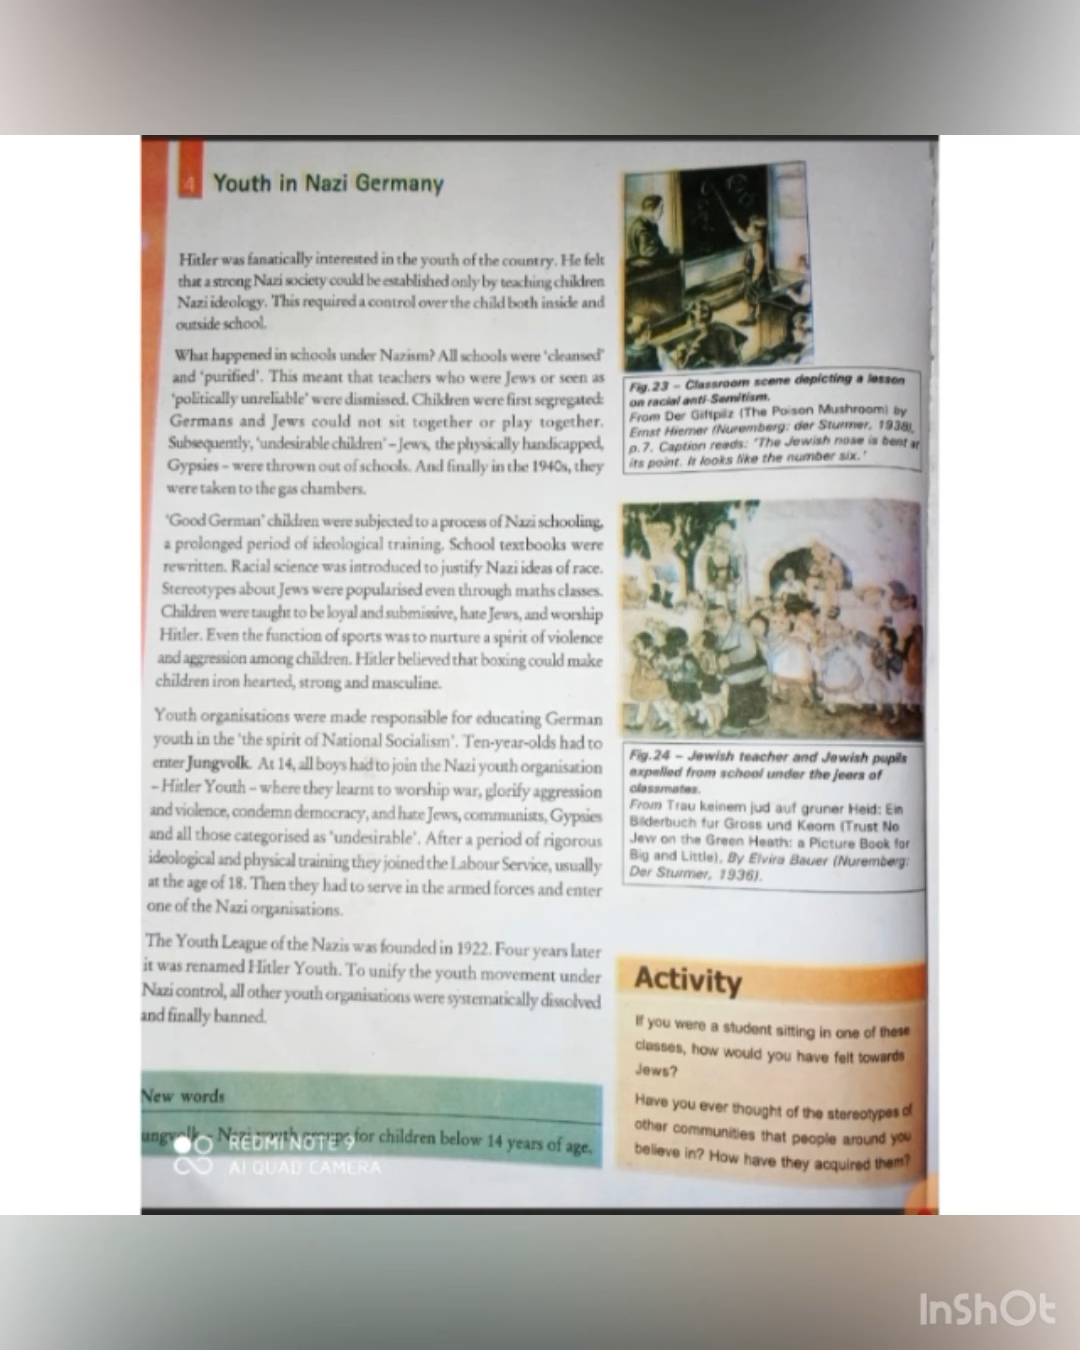 4 Youth in Nazi Germany
Hitler was fanatically interested in the youth of the country. He felt
that a strong Nazi society could be established only by teaching children
Nazi ideology. This required a control over the child both inside and
outside school.
What happened in schools under Nazism? All schools were 'cleansed'
and 'purified'. This meant that teachers who were Jews or seen as
'politically unreliable' were dismissed. Children were first segregated:
Germans and Jews could not sit together or play together.
Subsequently, 'undesirable children' – Jews, the physically handicapped,
Gypsies – were thrown out of schools. And finally in the 1940s, they
were taken to the gas chambers.
'Good German' children were subjected to a process of Nazi schooling,
a prolonged period of ideological training. School textbooks were
rewritten. Racial science was introduced to justify Nazi ideas of race.
Stereotypes about Jews were popularised even through maths classes.
Children were taught to be loyal and submissive, hate Jews, and worship
Hitler. Even the function of sports was to nurture a spirit of violence
and aggression among children. Hitler believed that boxing could make
children iron hearted, strong and masculine.
Youth organisations were made responsible for educating German
youth in the 'the spirit of National Socialism'. Ten-year-olds had to
enter Jungvolk. At 14, all boys had to join the Nazi youth organisation
– Hitler Youth – where they learnt to worship war, glorify aggression
and violence, condemn democracy, and hate Jews, communists, Gypsies
and all those categorised as 'undesirable'. After a period of rigorous
ideological and physical training they joined the Labour Service, usually
at the age of 18. Then they had to serve in the armed forces and enter
one of the Nazi organisations.
The Youth League of the Nazis was founded in 1922. Four years later
it was renamed Hitler Youth. To unify the youth movement under
Nazi control, all other youth organisations were systematically dissolved
and finally banned.
New words
ungvolk – Nazi youth groups for children below 14 years of age.
Fig.23 – Classroom scene depicting a lesson
on racial anti-Semitism.
From Der Giftpilz (The Poison Mushroom) by
Ernst Hiemer (Nuremberg: der Sturmer, 1938),
p.7. Caption reads: 'The Jewish nose is bent at
its point. It looks like the number six.'
Fig.24 – Jewish teacher and Jewish pupils
expelled from school under the jeers of
classmates.
From Trau keinem jud auf gruner Heid: Ein
Bilderbuch fur Gross und Keom (Trust No
Jew on the Green Heath: a Picture Book for
Big and Little), By Elvira Bauer (Nuremberg:
Der Sturmer, 1936).
Activity
If you were a student sitting in one of these
classes, how would you have felt towards
Jews?
Have you ever thought of the stereotypes of
other communities that people around you
believe in? How have they acquired them?
REDMI NOTE 9
AI QUAD CAMERA
InShOt